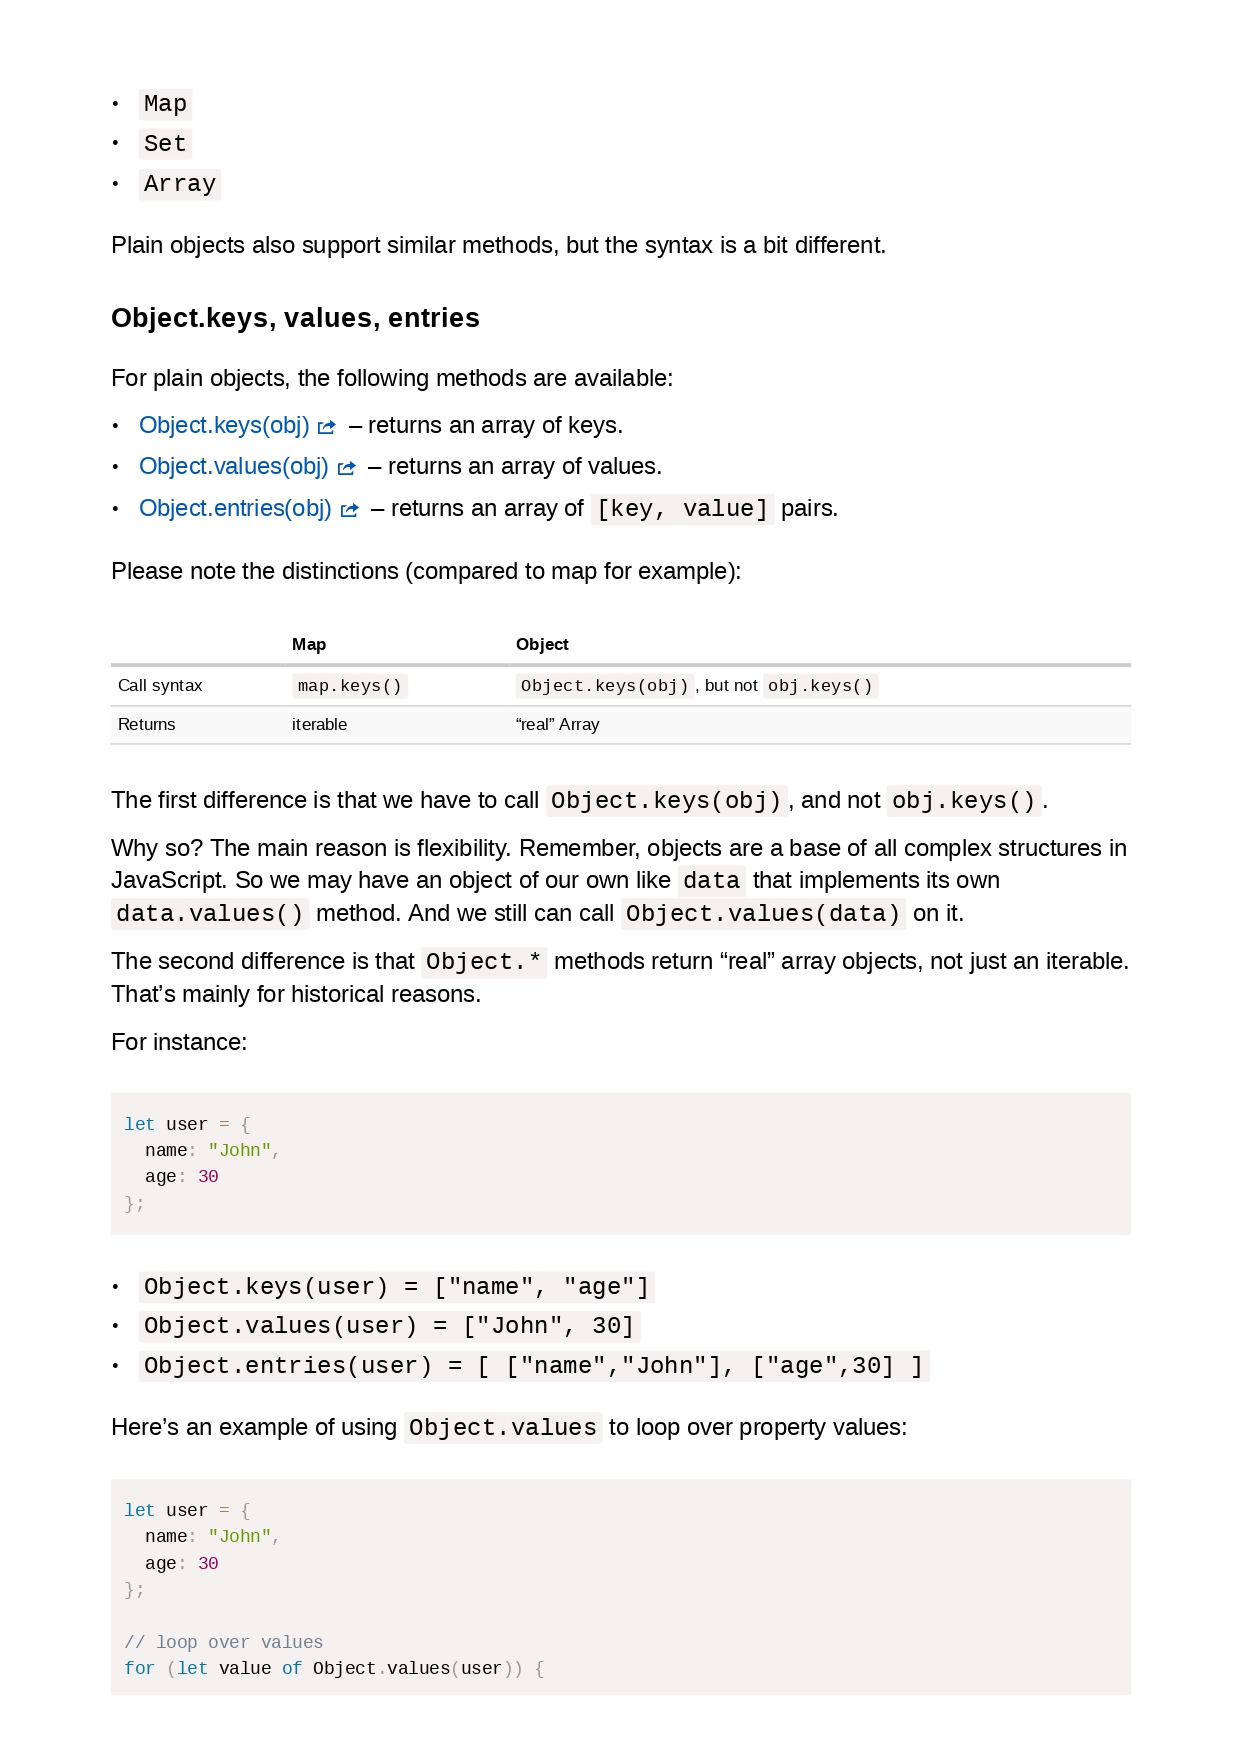 • Map
• Set
• Array
Plain objects also support similar methods, but the syntax is a bit different.
Object.keys, values, entries
For plain objects, the following methods are available:
• Object.keys(obj) – returns an array of keys.
• Object.values(obj) – returns an array of values.
• Object.entries(obj) – returns an array of [key, value] pairs.
Please note the distinctions (compared to map for example):
Map Object
Call syntax map.keys() Object.keys(obj), but not obj.keys()
Returns iterable “real” Array
The first difference is that we have to call Object.keys(obj), and not obj.keys().
Why so? The main reason is flexibility. Remember, objects are a base of all complex structures in
JavaScript. So we may have an object of our own like data that implements its own
data.values() method. And we still can call Object.values(data) on it.
The second difference is that Object.* methods return “real” array objects, not just an iterable.
That’s mainly for historical reasons.
For instance:
let user = {
  name: "John",
  age: 30
};
• Object.keys(user) = ["name", "age"]
• Object.values(user) = ["John", 30]
• Object.entries(user) = [ ["name","John"], ["age",30] ]
Here’s an example of using Object.values to loop over property values:
let user = {
  name: "John",
  age: 30
};
// loop over values
for (let value of Object.values(user)) {